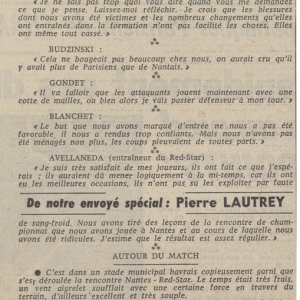 « Je ne sais pas trop quoi vous dire quand vous me demandez
ce que je pense. Laissez-moi réfléchir. Je crois que les blessures
dont nous avons été victimes et les nombreux changements qu'elles
ont entraînés dans la formation n'ont pas facilité les choses. Elles
ont même tout cassé. »
BUDZINSKI :
« Cela ne bougeait pas beaucoup chez nous, on aurait cru qu'il
y avait plus de Parisiens que de Nantais. »
GONDET :
« Il va falloir que les attaquants jouent maintenant avec une
cotte de mailles, ou bien alors je vais passer défenseur à mon tour. »
BLANCHET :
« Le but que nous avons marqué d'entrée ne nous a pas été
favorable, il nous a rendus trop confiants. Mais nous n'avons pas
été ménagés non plus, les coups pleuvaient de toutes parts. »
AVELLANEDA (entraîneur du Red-Star) :
« Je suis très satisfait de mes joueurs, ils ont fait ce que j'espé-
rais ; ils auraient dû mener logiquement à la mi-temps, car ils ont
eu les meilleures occasions, ils n'ont pas su les exploiter par faute
De notre envoyé spécial : Pierre LAUTREY
de sang-froid. Nous avons tiré des leçons de la rencontre de cham-
pionnat que nous avons jouée à Nantes et au cours de laquelle nous
avons été ridicules. J'estime que le résultat est assez régulier. »
AUTOUR DU MATCH
● C'est dans un stade municipal havrais copieusement garni que
s'est déroulée la rencontre Nantes - Red-Star. Le temps était très frais,
un vent aigrelet soufflait avec une certaine force en travers du
terrain, d'ailleurs excellent et très souple.